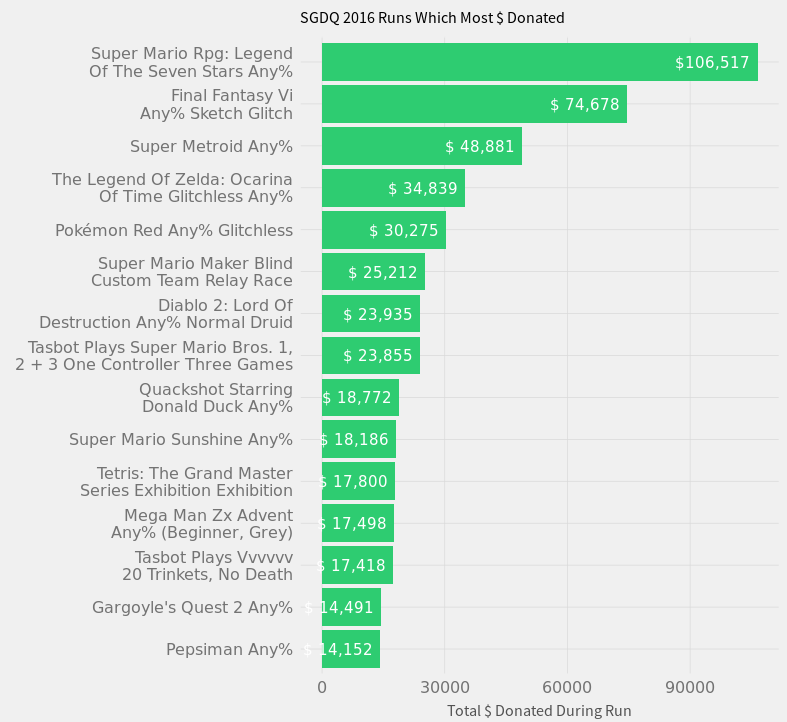 SGDQ 2016 Runs Which Most $ Donated
Super Mario Rpg: Legend
Of The Seven Stars Any%
$106,517
Final Fantasy Vi
Any% Sketch Glitch
$ 74,678
Super Metroid Any%
$ 48,881
The Legend Of Zelda: Ocarina
Of Time Glitchless Any%
$ 34,839
Pokémon Red Any% Glitchless
$ 30,275
Super Mario Maker Blind
Custom Team Relay Race
$ 25,212
Diablo 2: Lord Of
Destruction Any% Normal Druid
$ 23,935
Tasbot Plays Super Mario Bros. 1,
2 + 3 One Controller Three Games
$ 23,855
Quackshot Starring
Donald Duck Any%
$ 18,772
Super Mario Sunshine Any%
$ 18,186
Tetris: The Grand Master
Series Exhibition Exhibition
$ 17,800
Mega Man Zx Advent
Any% (Beginner, Grey)
$ 17,498
Tasbot Plays Vvvvvv
20 Trinkets, No Death
$ 17,418
Gargoyle's Quest 2 Any%
$ 14,491
Pepsiman Any%
$ 14,152
0 30000 60000 90000
Total $ Donated During Run